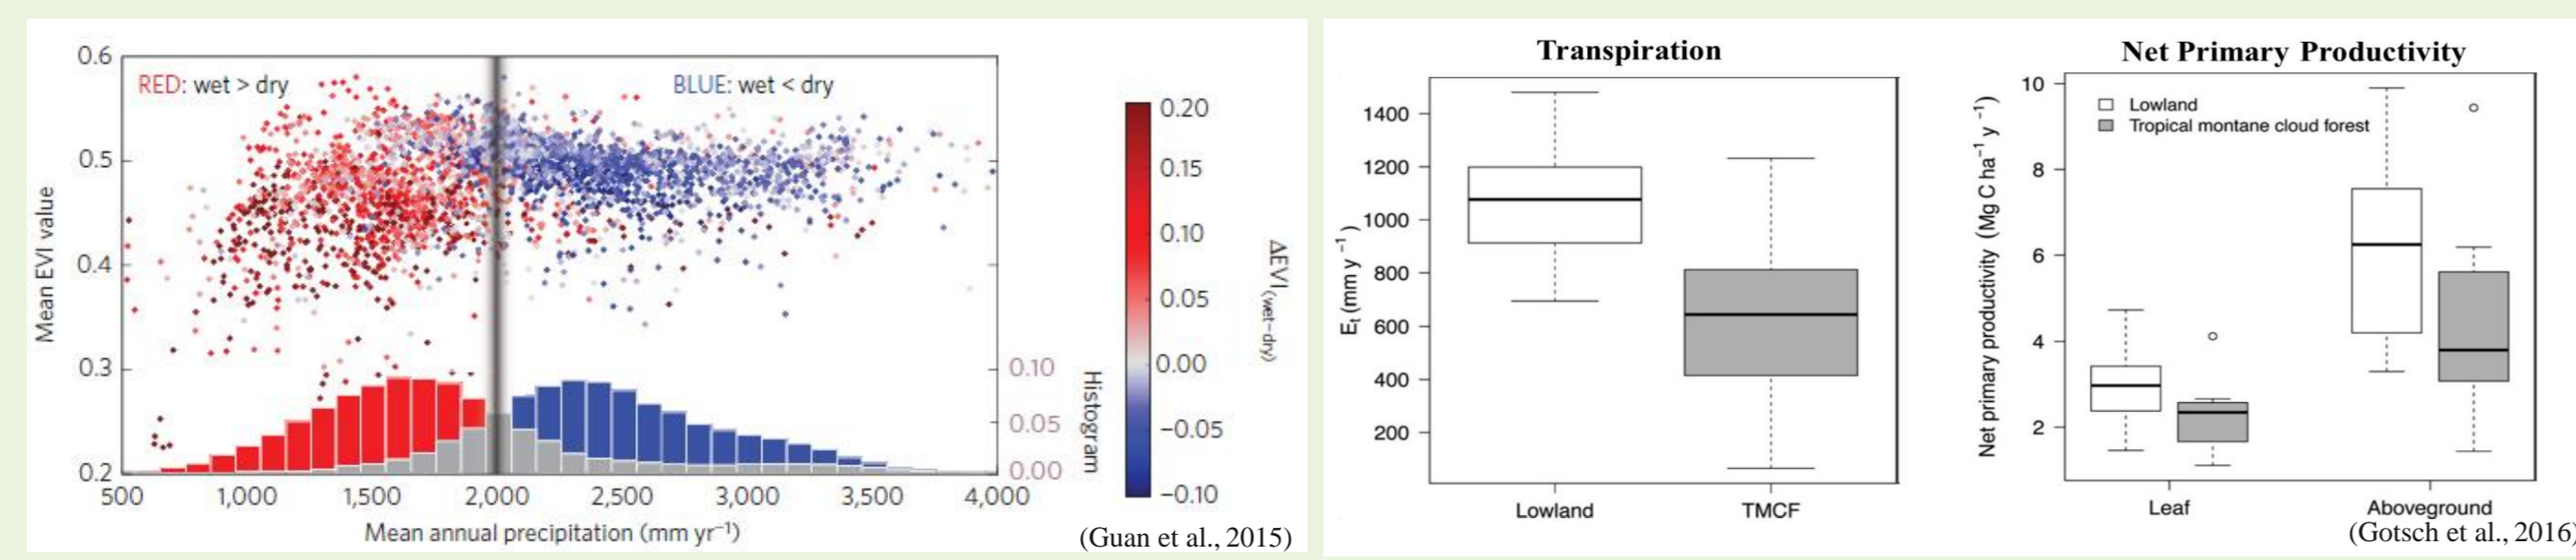 0.6
0.5
0.4
0.3
0.2
Mean EVI value
RED: wet > dry
BLUE: wet < dry
0.10
0.05
0.00
Histogram
500 1,000 1,500 2,000 2,500 3,000 3,500 4,000
Mean annual precipitation (mm yr⁻¹)
0.20
0.15
0.10
0.05
0.00
−0.05
−0.10
ΔEVI(wet−dry)
(Guan et al., 2015)
Transpiration
1400
1200
1000
800
600
400
200
Et (mm y⁻¹)
Lowland TMCF
Net Primary Productivity
10
8
6
4
2
Net primary productivity (Mg C ha⁻¹ y⁻¹)
Lowland
Tropical montane cloud forest
Leaf Aboveground
(Gotsch et al., 2016)